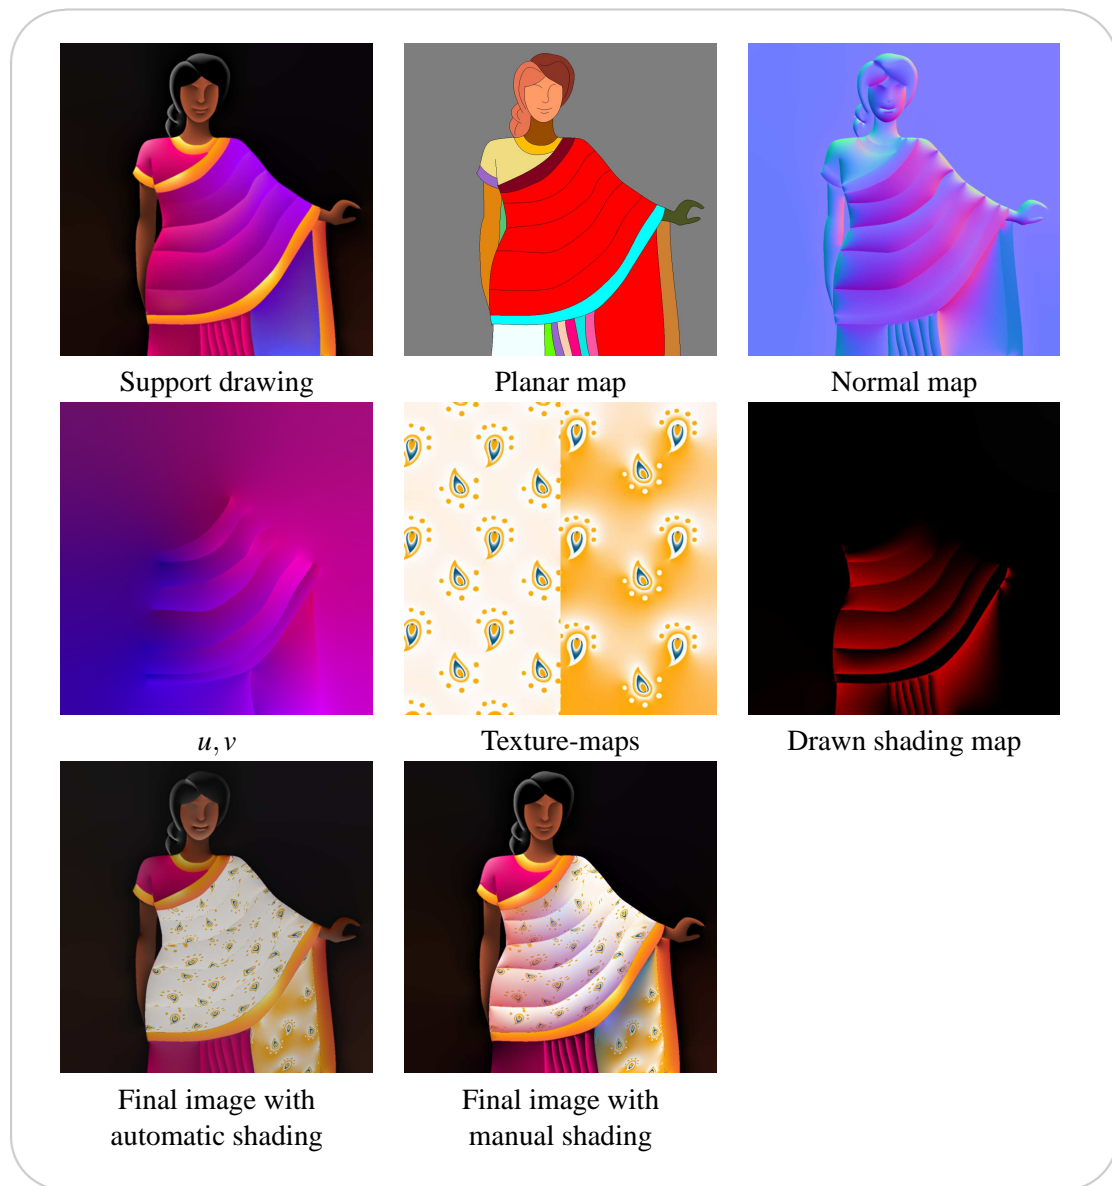 Support drawing
Planar map
Normal map
u, v
Texture-maps
Drawn shading map
Final image with
automatic shading
Final image with
manual shading